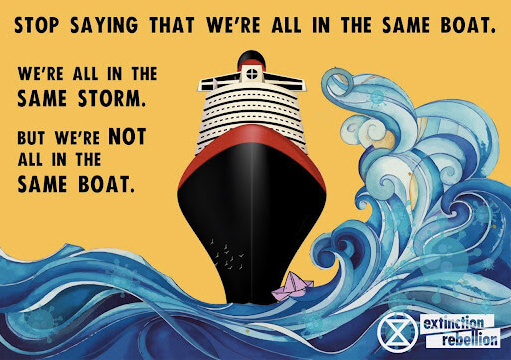 STOP SAYING THAT WE'RE ALL IN THE SAME BOAT.
WE'RE ALL IN THE
SAME STORM.
BUT WE'RE NOT
ALL IN THE
SAME BOAT.
extinction
rebellion